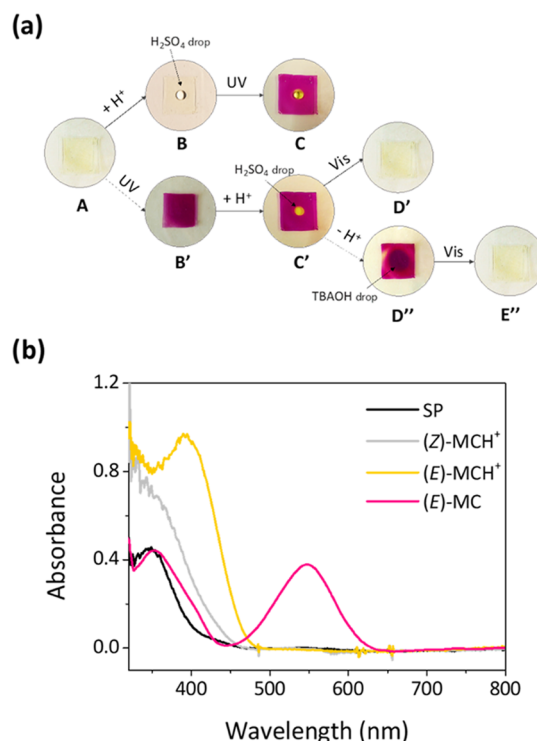 (a)
H₂SO₄ drop
+ H⁺
UV
B
C
A
UV
H₂SO₄ drop
+ H⁺
Vis
B'
C'
D'
- H⁺
Vis
TBAOH drop
D''
E''
(b)
1.2
0.8
0.4
0.0
Absorbance
SP
(Z)-MCH⁺
(E)-MCH⁺
(E)-MC
400 500 600 700 800
Wavelength (nm)